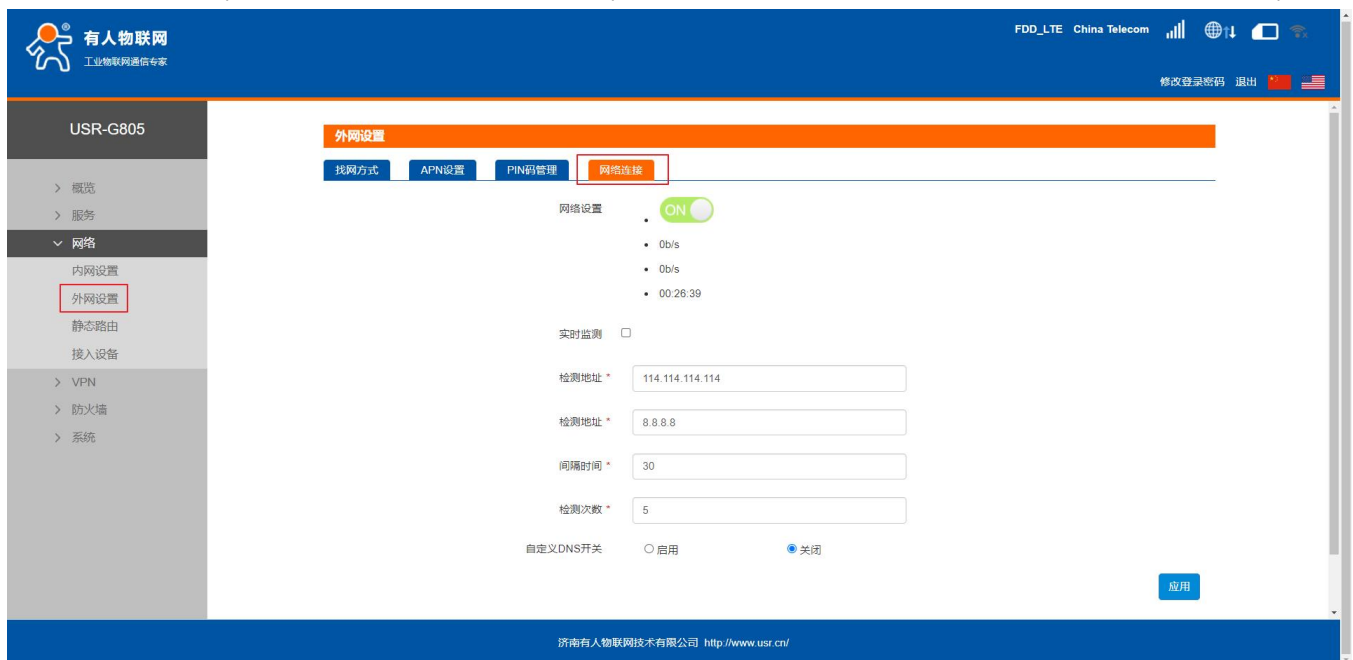 有人物联网
工业物联网通信专家
FDD_LTE China Telecom
修改登录密码 退出
USR-G805
概览
服务
网络
内网设置
外网设置
静态路由
接入设备
VPN
防火墙
系统
外网设置
找网方式 APN设置 PIN码管理 网络连接
网络设置 ON
• 0b/s
• 0b/s
• 00:26:39
实时监测
检测地址 * 114.114.114.114
检测地址 * 8.8.8.8
间隔时间 * 30
检测次数 * 5
自定义DNS开关 启用 关闭
应用
济南有人物联网技术有限公司 http://www.usr.cn/